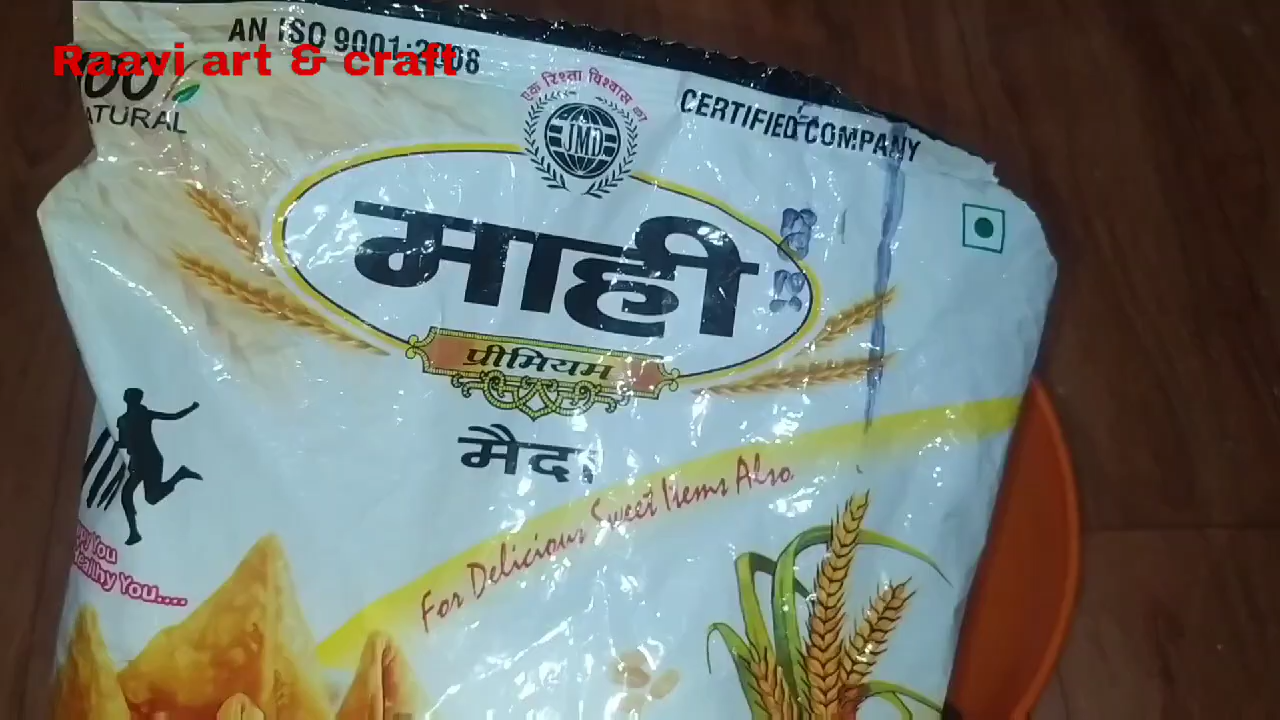 Raavi art & craft
AN ISO 9001:2008
CERTIFIED COMPANY
एक रिश्ता विश्वास का
JMD
माही
प्रीमियम
मैदा
For Delicious Sweet Items Also.
You
Healthy You....